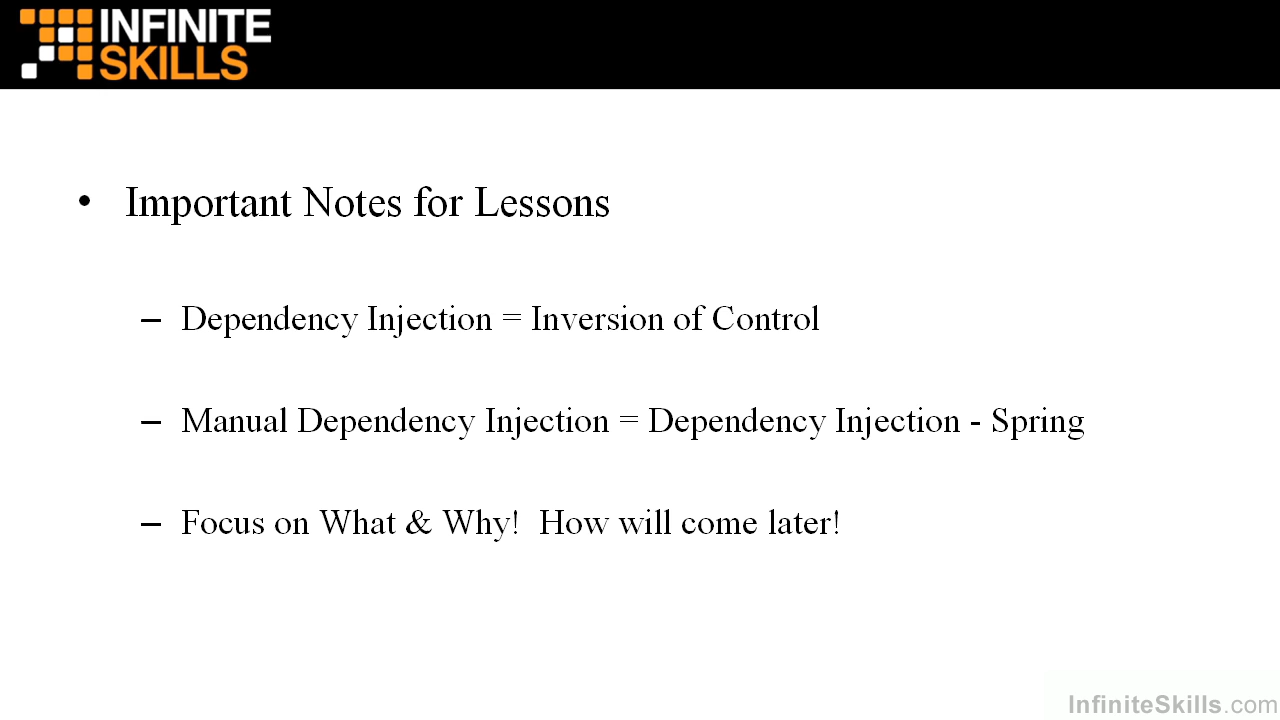 INFINITE
SKILLS
• Important Notes for Lessons
– Dependency Injection = Inversion of Control
– Manual Dependency Injection = Dependency Injection - Spring
– Focus on What & Why!  How will come later!
InfiniteSkills.com